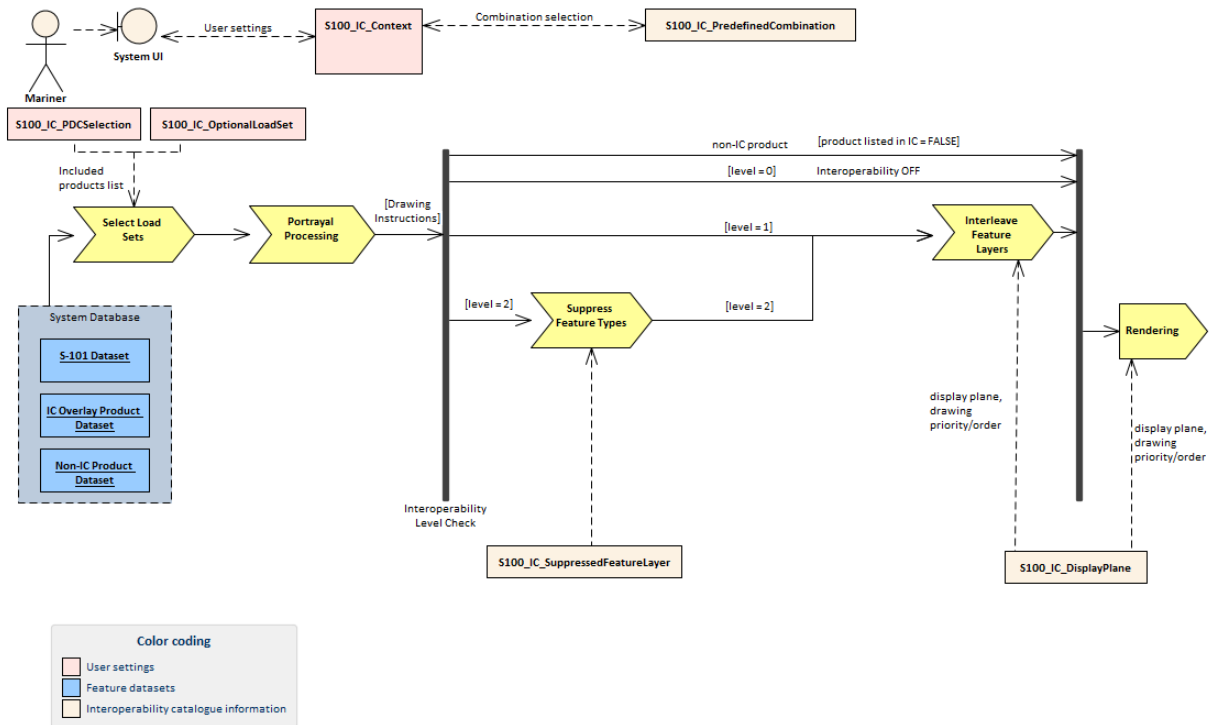 Combination selection
User settings
S100_IC_Context
S100_IC_PredefinedCombination
System UI
Mariner
S100_IC_PDCSelection
S100_IC_OptionalLoadSet
Included
products list
non-IC product
[product listed in IC = FALSE]
[level = 0]
Interoperability OFF
Select Load
Sets
Portrayal
Processing
[Drawing
Instructions]
[level = 1]
Interleave
Feature
Layers
[level = 2]
Suppress
Feature Types
[level = 2]
System Database
S-101 Dataset
IC Overlay Product
Dataset
Non-IC Product
Dataset
Rendering
display plane,
drawing
priority/order
display plane,
drawing
priority/order
Interoperability
Level Check
S100_IC_SuppressedFeatureLayer
S100_IC_DisplayPlane
Color coding
User settings
Feature datasets
Interoperability catalogue information